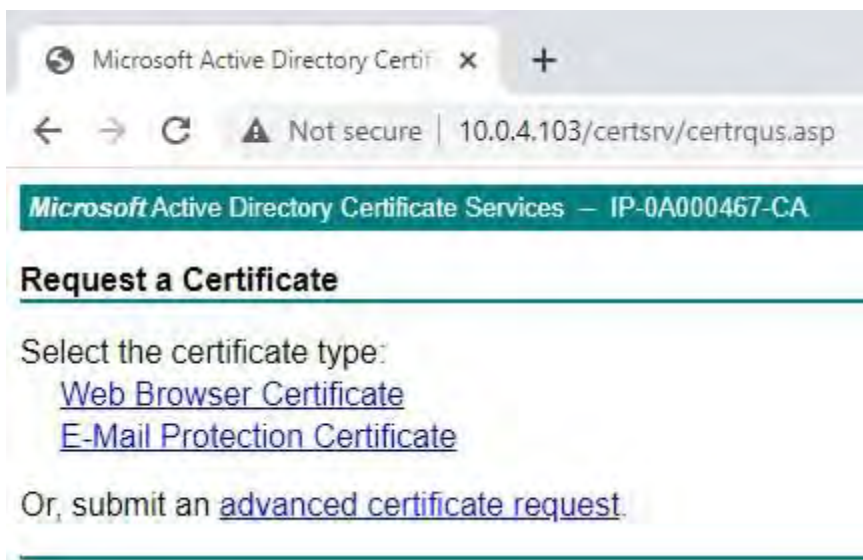 Microsoft Active Directory Certif
Not secure | 10.0.4.103/certsrv/certrqus.asp
Microsoft Active Directory Certificate Services – IP-0A000467-CA
Request a Certificate
Select the certificate type:
Web Browser Certificate
E-Mail Protection Certificate
Or, submit an advanced certificate request.